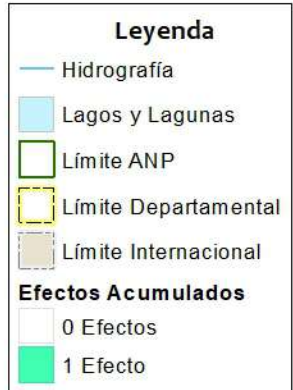 Leyenda
Hidrografía
Lagos y Lagunas
Límite ANP
Límite Departamental
Límite Internacional
Efectos Acumulados
0 Efectos
1 Efecto